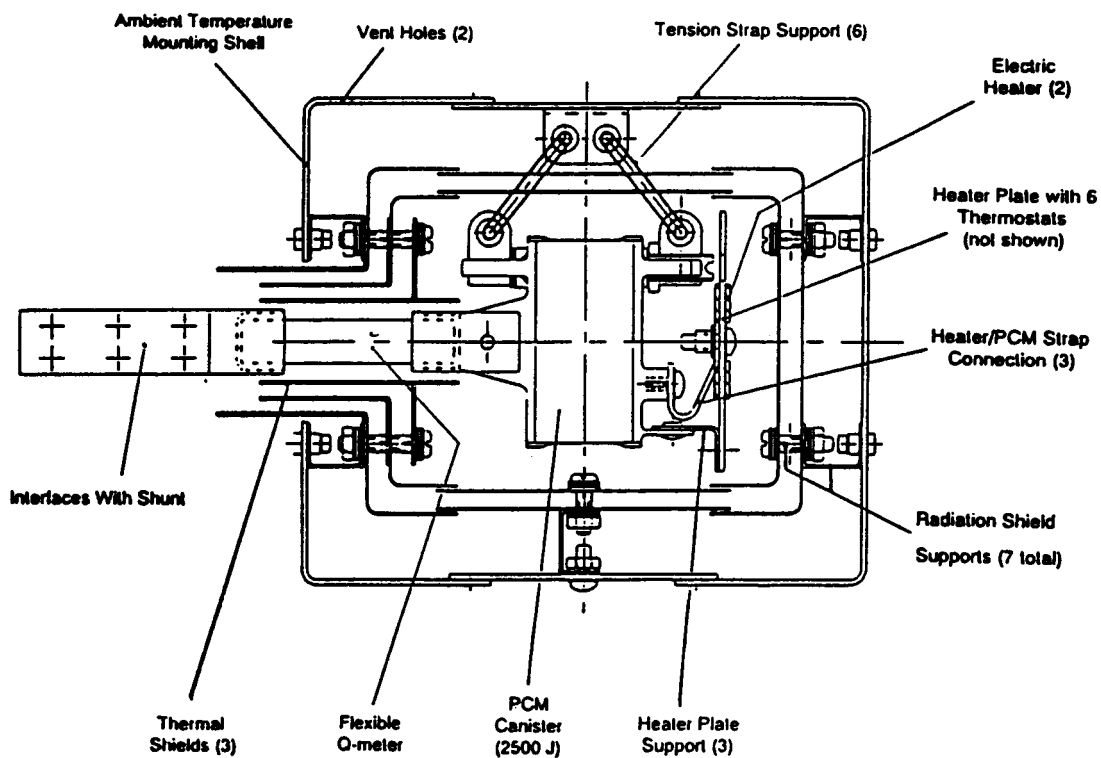 Ambient Temperature
Mounting Shell
Vent Holes (2)
Tension Strap Support (6)
Electric
Heater (2)
Heater Plate with 6
Thermostats
(not shown)
Heater/PCM Strap
Connection (3)
Interfaces With Shunt
Radiation Shield
Supports (7 total)
Thermal
Shields (3)
Flexible
Q-meter
PCM
Canister
(2500 J)
Heater Plate
Support (3)